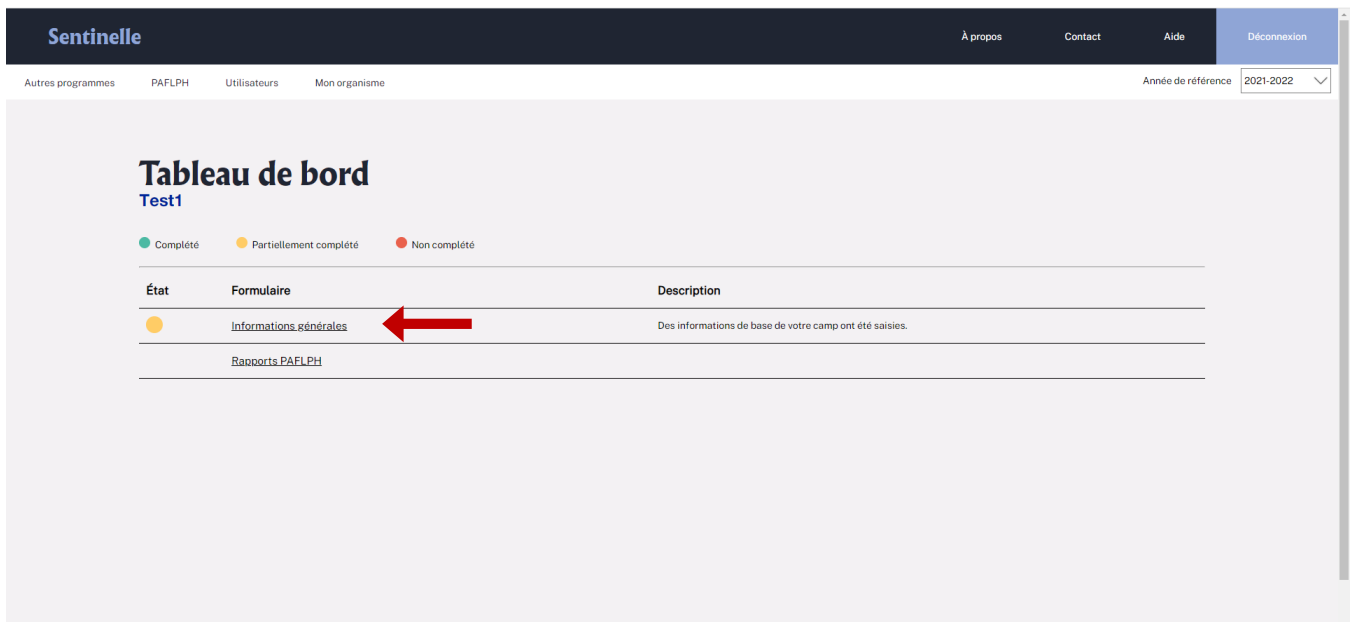 Sentinelle À propos Contact Aide Déconnexion
Autres programmes PAFLPH Utilisateurs Mon organisme Année de référence 2021-2022
Tableau de bord
Test1
Complété Partiellement complété Non complété
État Formulaire Description
Informations générales Des informations de base de votre camp ont été saisies.
Rapports PAFLPH